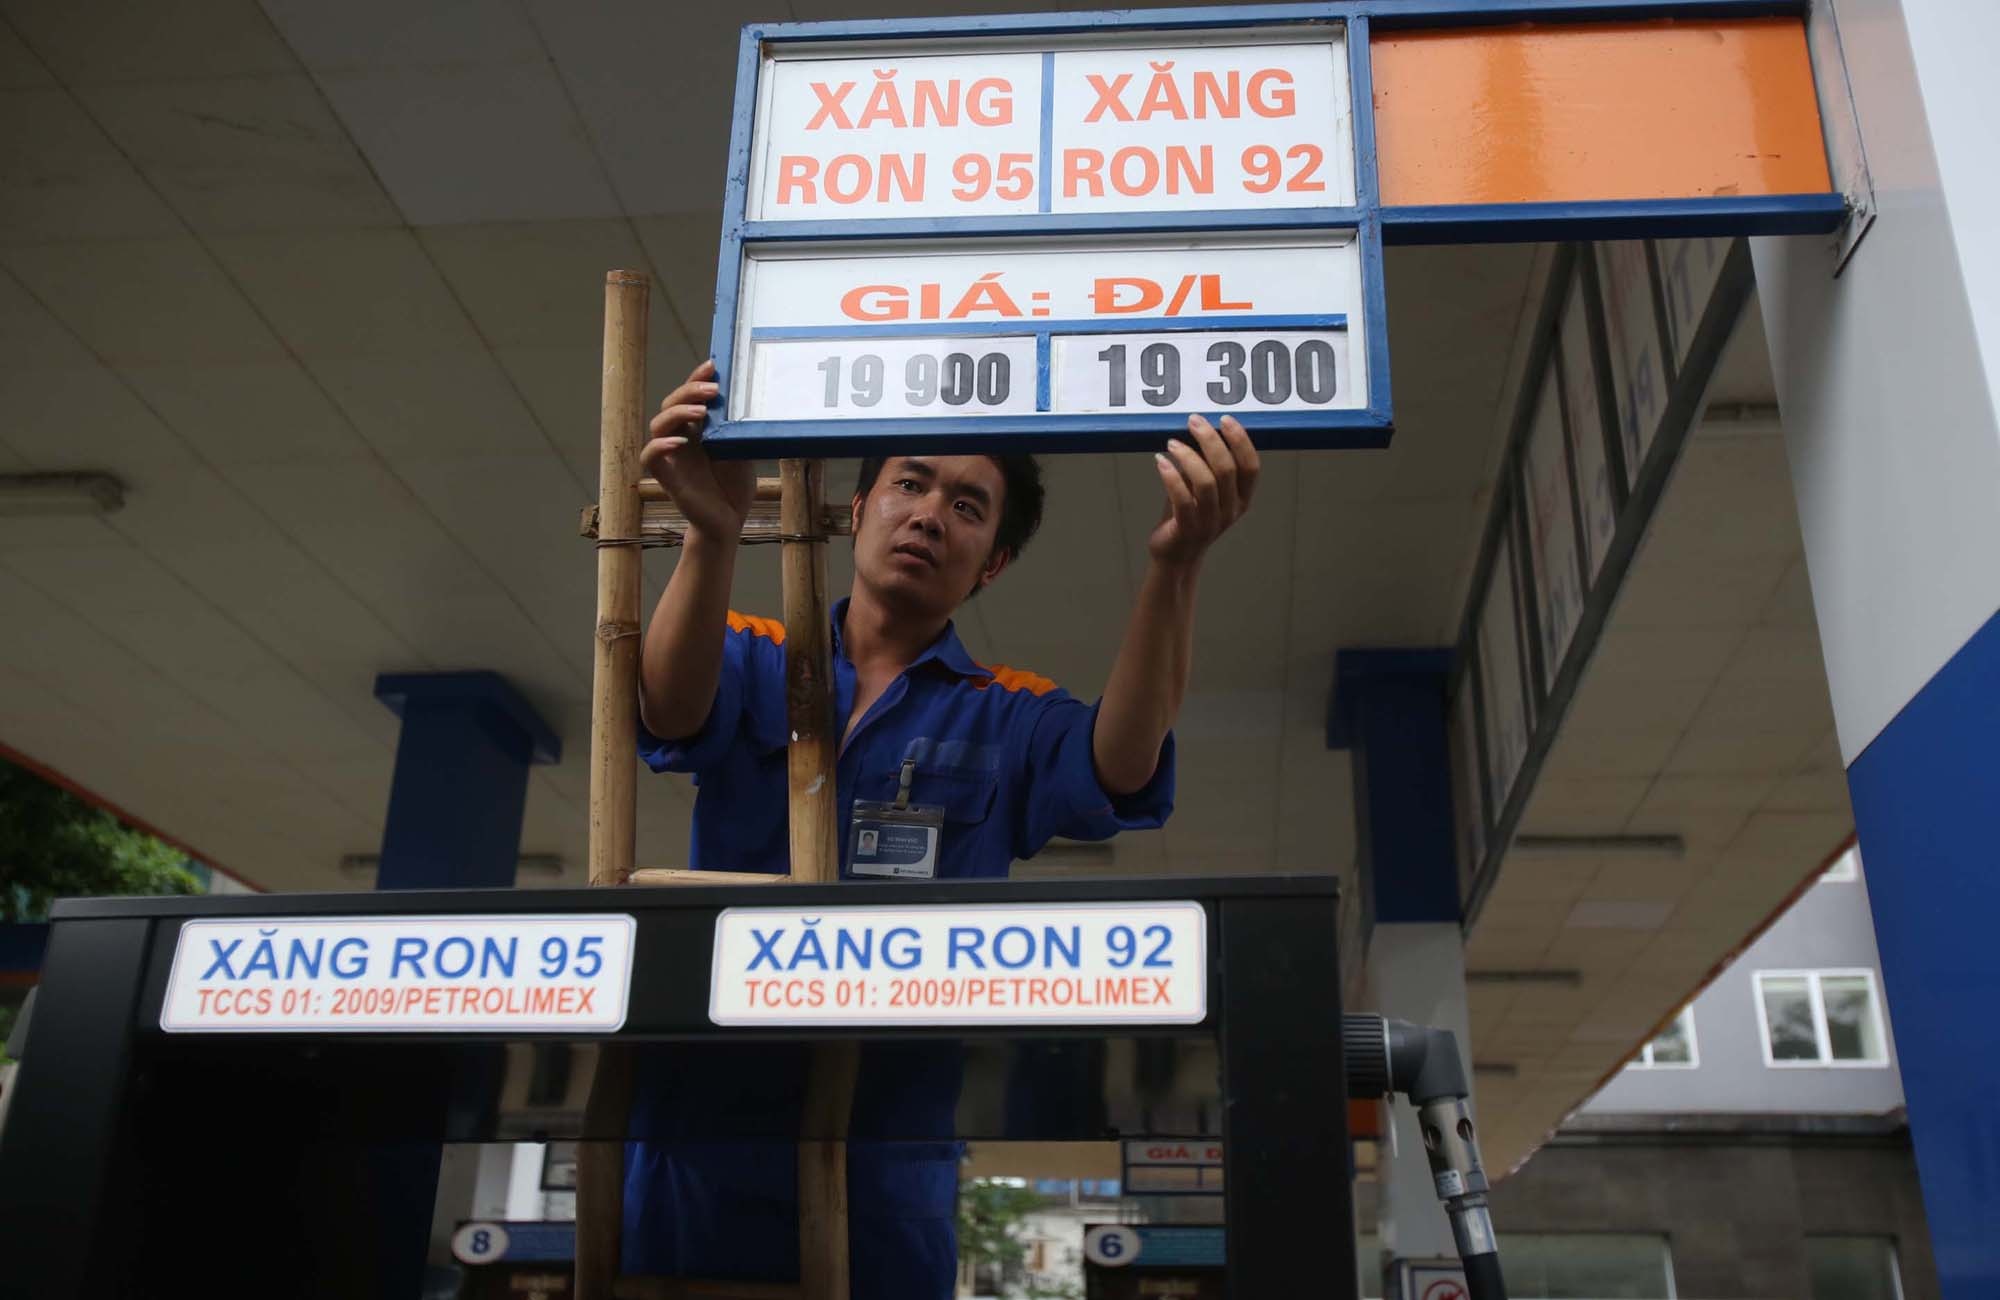 XĂNG
RON 95
XĂNG
RON 92
GIÁ: Đ/L
19 900
19 300
XĂNG RON 95
TCCS 01: 2009/PETROLIMEX
XĂNG RON 92
TCCS 01: 2009/PETROLIMEX
GIÁ: Đ
8
6